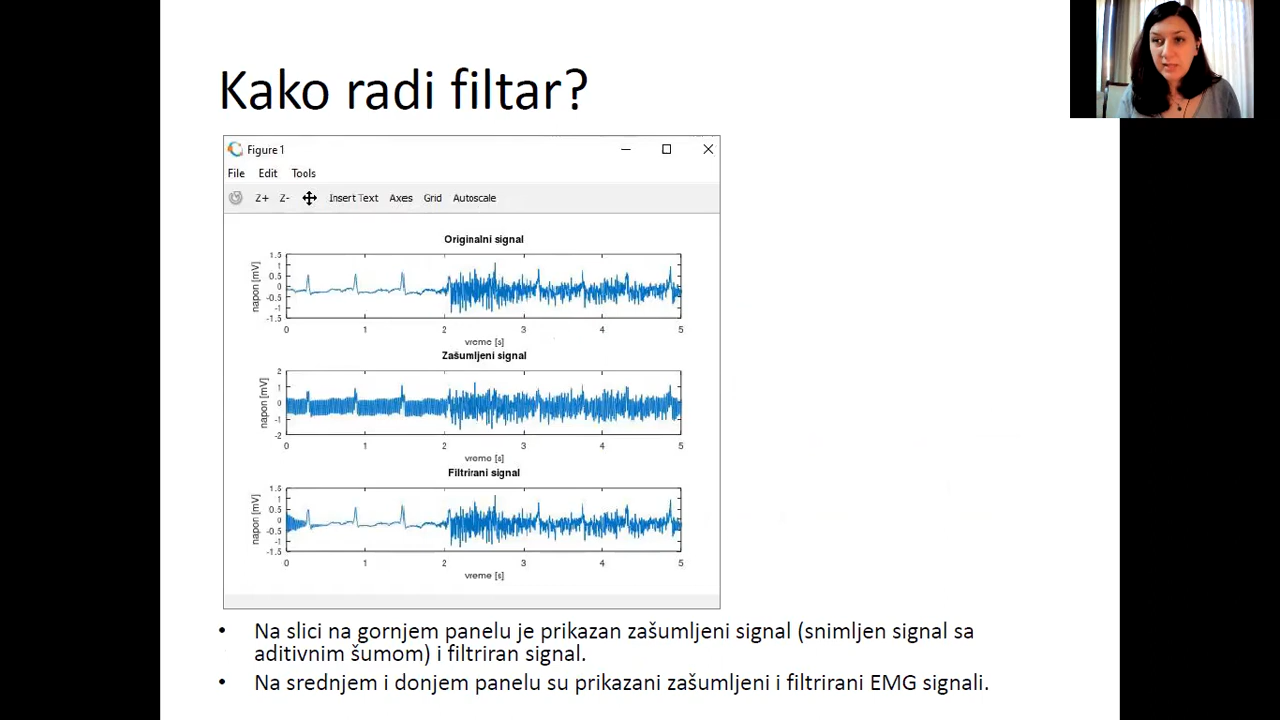 Kako radi filtar?
Figure 1
File Edit Tools
Z+ Z- Insert Text Axes Grid Autoscale
Originalni signal
1.5
1
0.5
0
-0.5
-1
-1.5
napon [mV]
0 1 2 3 4 5
vreme [s]
Zašumljeni signal
2
1
0
-1
-2
napon [mV]
0 1 2 3 4 5
vreme [s]
Filtrirani signal
1.5
1
0.5
0
-0.5
-1
-1.5
napon [mV]
0 1 2 3 4 5
vreme [s]
• Na slici na gornjem panelu je prikazan zašumljeni signal (snimljen signal sa
aditivnim šumom) i filtriran signal.
• Na srednjem i donjem panelu su prikazani zašumljeni i filtrirani EMG signali.